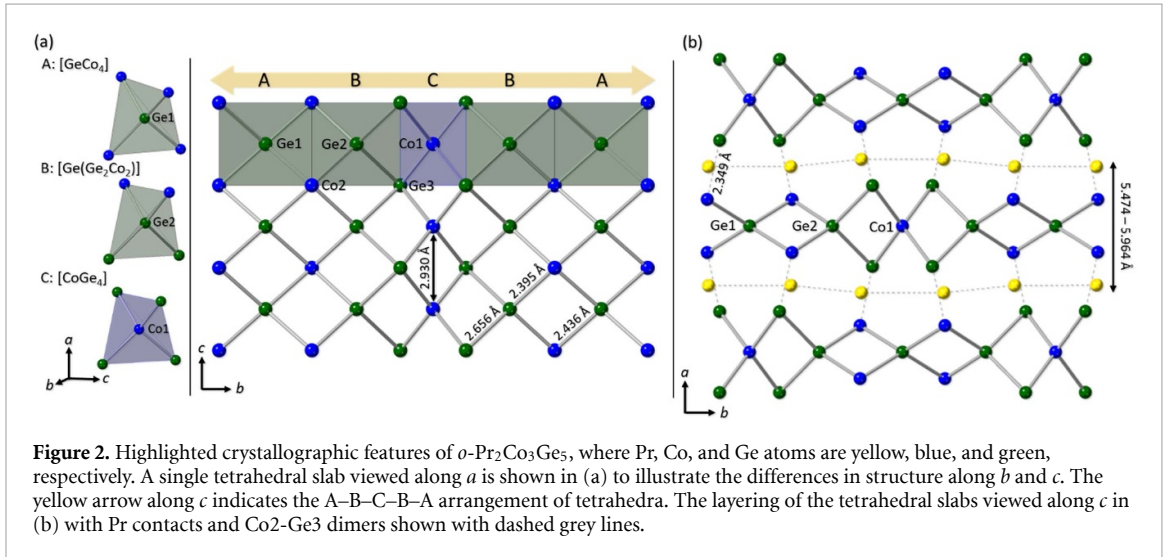 (a)
A: [GeCo₄]
Ge1
B: [Ge(Ge₂Co₂)]
Ge2
C: [CoGe₄]
Co1
a
b
c
A B C B A
Ge1 Ge2 Co1
Co2 Ge3
2.930 Å
2.395 Å
2.656 Å
2.436 Å
c
b
(b)
2.349 Å
Ge1 Ge2 Co1
5.474 – 5.964 Å
a
b
Figure 2. Highlighted crystallographic features of o-Pr₂Co₃Ge₅, where Pr, Co, and Ge atoms are yellow, blue, and green,
respectively. A single tetrahedral slab viewed along a is shown in (a) to illustrate the differences in structure along b and c. The
yellow arrow along c indicates the A–B–C–B–A arrangement of tetrahedra. The layering of the tetrahedral slabs viewed along c in
(b) with Pr contacts and Co2-Ge3 dimers shown with dashed grey lines.